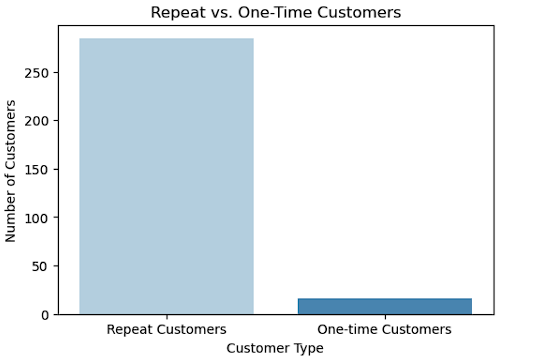 Repeat vs. One-Time Customers
Number of Customers
250
200
150
100
50
0
Repeat Customers
One-time Customers
Customer Type